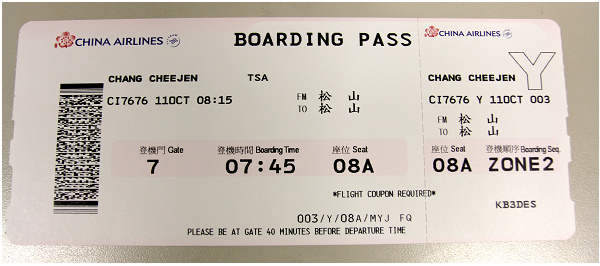 CHINA AIRLINES
BOARDING PASS
CHANG CHEEJEN TSA
CI7676 11OCT 08:15
FM 松 山
TO 松 山
登機門 Gate 登機時間 Boarding Time 座位 Seat
7 07:45 08A
*FLIGHT COUPON REQUIRED*
003/Y/08A/MYJ FQ
PLEASE BE AT GATE 40 MINUTES BEFORE DEPARTURE TIME
CHINA AIRLINES
CHANG CHEEJEN
Y
CI7676 Y 11OCT 003
FM 松 山
TO 松 山
座位 Seat 登機順序 Boarding Seq.
08A ZONE2
KB3DES